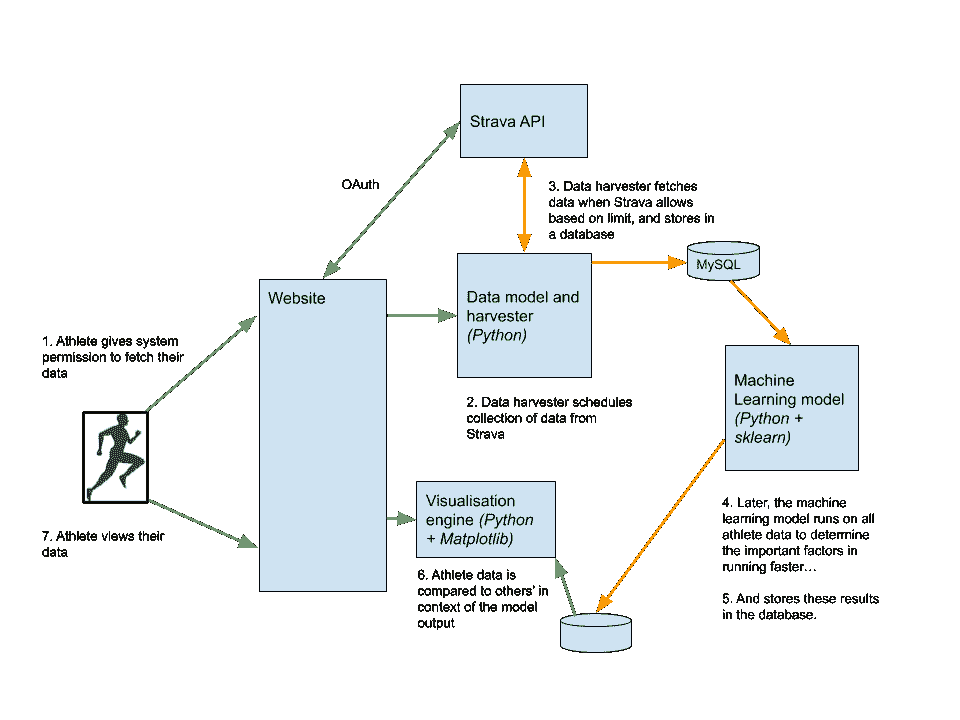 Strava API
OAuth
3. Data harvester fetches
data when Strava allows
based on limit, and stores in
a database
MySQL
Website
Data model and
harvester
(Python)
1. Athlete gives system
permission to fetch their
data
Machine
Learning model
(Python +
sklearn)
2. Data harvester schedules
collection of data from
Strava
Visualisation
engine (Python
+ Matplotlib)
4. Later, the machine
learning model runs on all
athlete data to determine
the important factors in
running faster…
5. And stores these results
in the database.
7. Athlete views their
data
6. Athlete data is
compared to others' in
context of the model
output